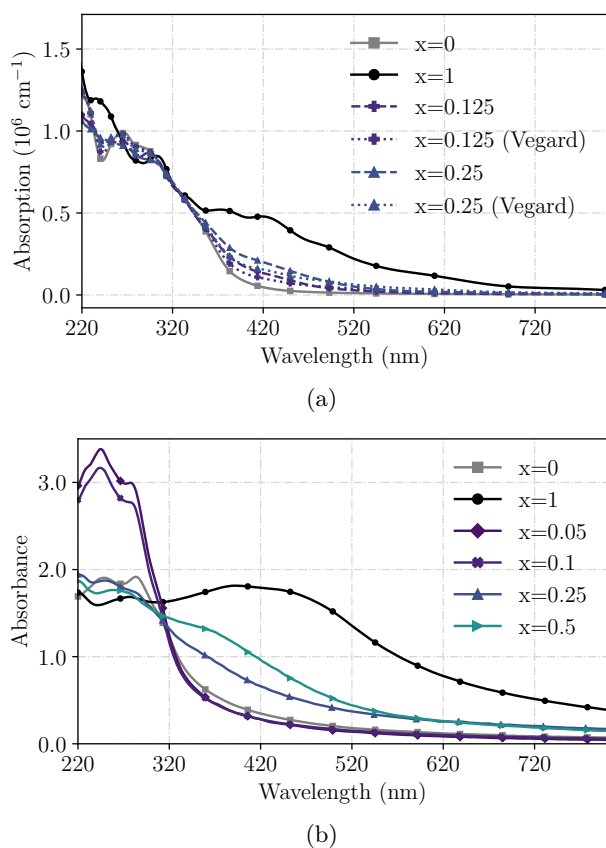 1.5
1.0
0.5
0.0
Absorption (10⁶ cm⁻¹)
x=0
x=1
x=0.125
x=0.125 (Vegard)
x=0.25
x=0.25 (Vegard)
220 320 420 520 620 720
Wavelength (nm)
(a)
3.0
2.0
1.0
0.0
Absorbance
x=0
x=1
x=0.05
x=0.1
x=0.25
x=0.5
220 320 420 520 620 720
Wavelength (nm)
(b)